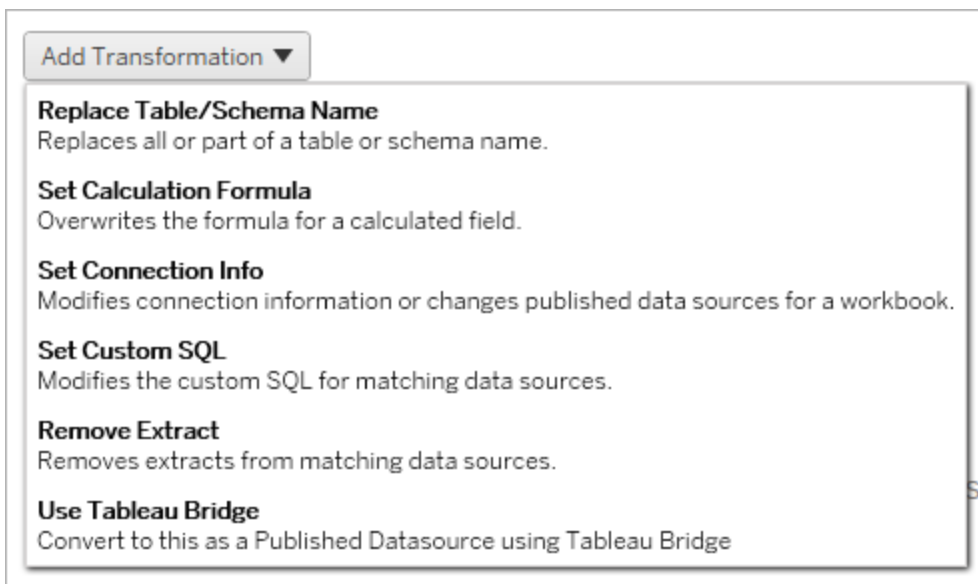 Add Transformation ▼
Replace Table/Schema Name
Replaces all or part of a table or schema name.
Set Calculation Formula
Overwrites the formula for a calculated field.
Set Connection Info
Modifies connection information or changes published data sources for a workbook.
Set Custom SQL
Modifies the custom SQL for matching data sources.
Remove Extract
Removes extracts from matching data sources.
Use Tableau Bridge
Convert to this as a Published Datasource using Tableau Bridge